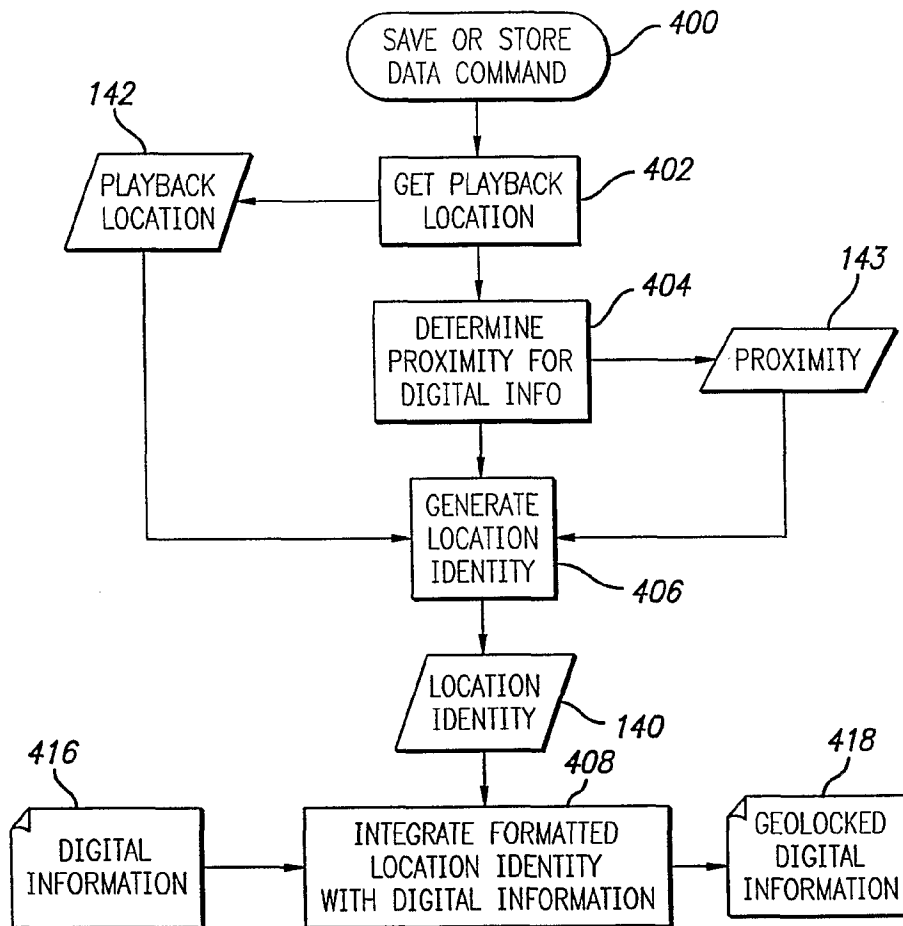 SAVE OR STORE
DATA COMMAND
400
142
PLAYBACK
LOCATION
GET PLAYBACK
LOCATION
402
404
DETERMINE
PROXIMITY FOR
DIGITAL INFO
143
PROXIMITY
GENERATE
LOCATION
IDENTITY
406
LOCATION
IDENTITY
140
416
DIGITAL
INFORMATION
408
INTEGRATE FORMATTED
LOCATION IDENTITY
WITH DIGITAL INFORMATION
418
GEOLOCKED
DIGITAL
INFORMATION